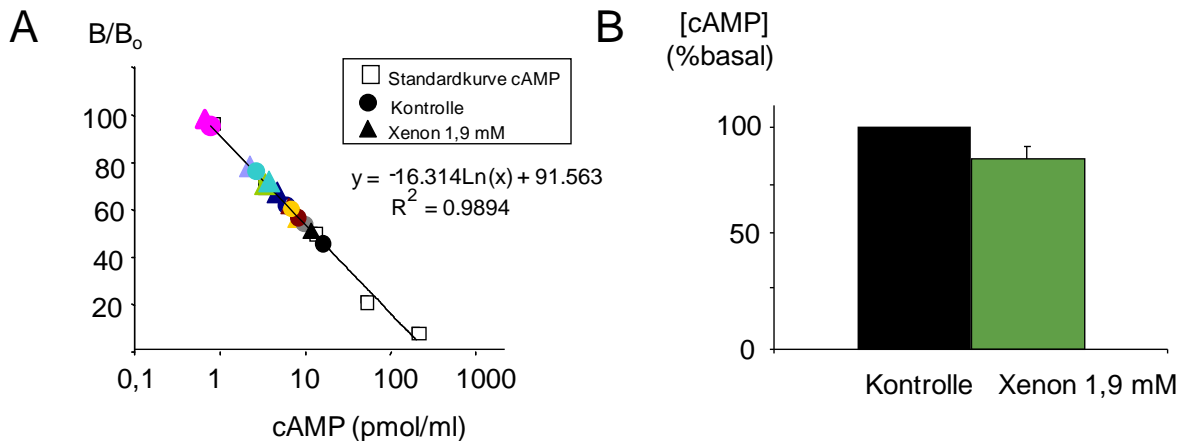 A
B/Bo
100
80
60
40
20
0,1
1
10
100
1000
cAMP (pmol/ml)
Standardkurve cAMP
Kontrolle
Xenon 1,9 mM
y = -16.314Ln(x) + 91.563
R² = 0.9894
B
[cAMP]
(%basal)
100
50
0
Kontrolle
Xenon 1,9 mM